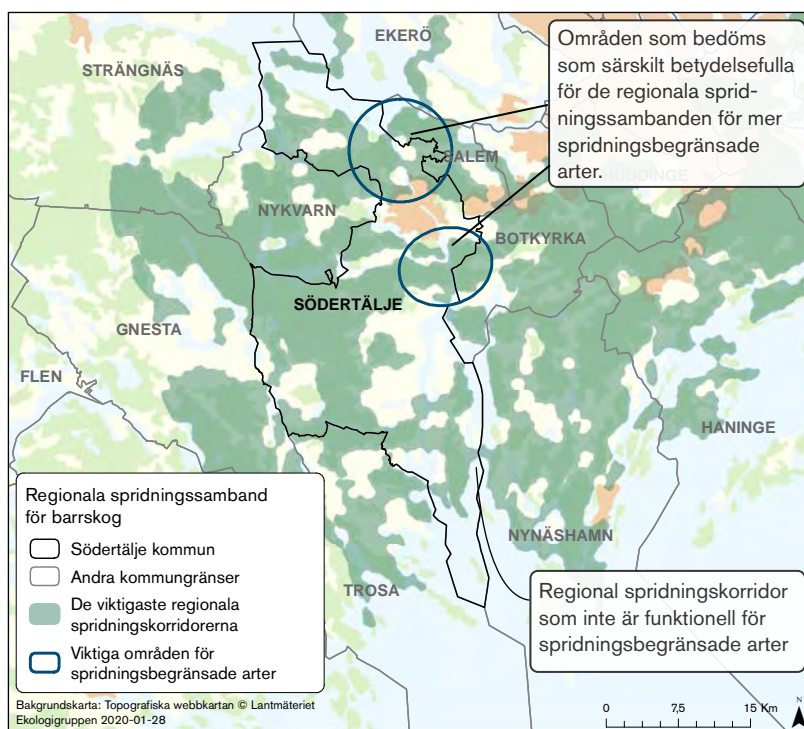 EKERÖ
STRÄNGNÄS
Områden som bedöms
som särskilt betydelsefulla
för de regionala sprid-
ningssambanden för mer
spridningsbegränsade
arter.
SALEM
HUDDINGE
NYKVARN
BOTKYRKA
SÖDERTÄLJE
GNESTA
FLEN
HANINGE
NYNÄSHAMN
TROSA
Regional spridningskorridor
som inte är funktionell för
spridningsbegränsade arter
Regionala spridningssamband
för barrskog
Södertälje kommun
Andra kommungränser
De viktigaste regionala
spridningskorridorerna
Viktiga områden för
spridningsbegränsade arter
Bakgrundskarta: Topografiska webbkartan © Lantmäteriet
Ekologigruppen 2020-01-28
0 7,5 15 Km
N